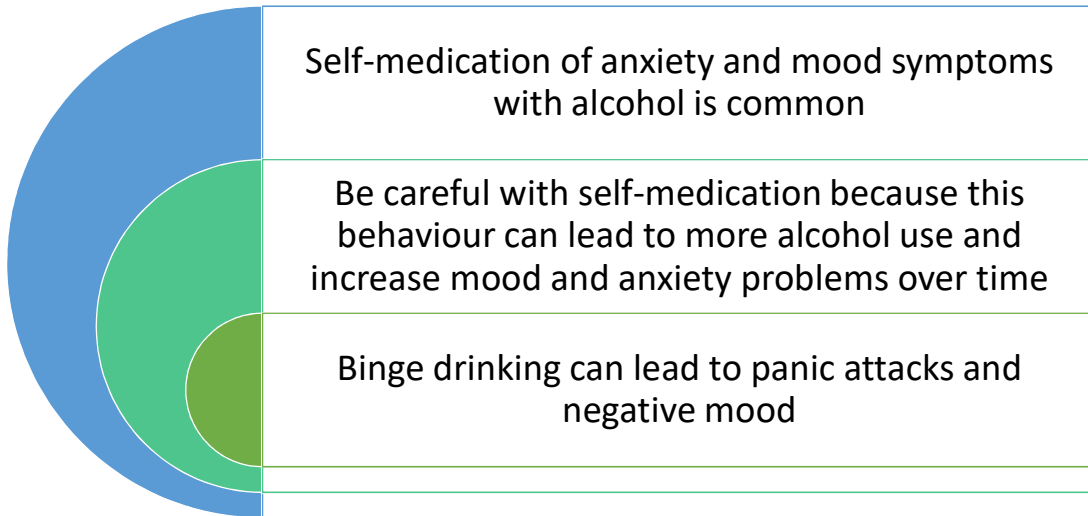 Self-medication of anxiety and mood symptoms
with alcohol is common
Be careful with self-medication because this
behaviour can lead to more alcohol use and
increase mood and anxiety problems over time
Binge drinking can lead to panic attacks and
negative mood